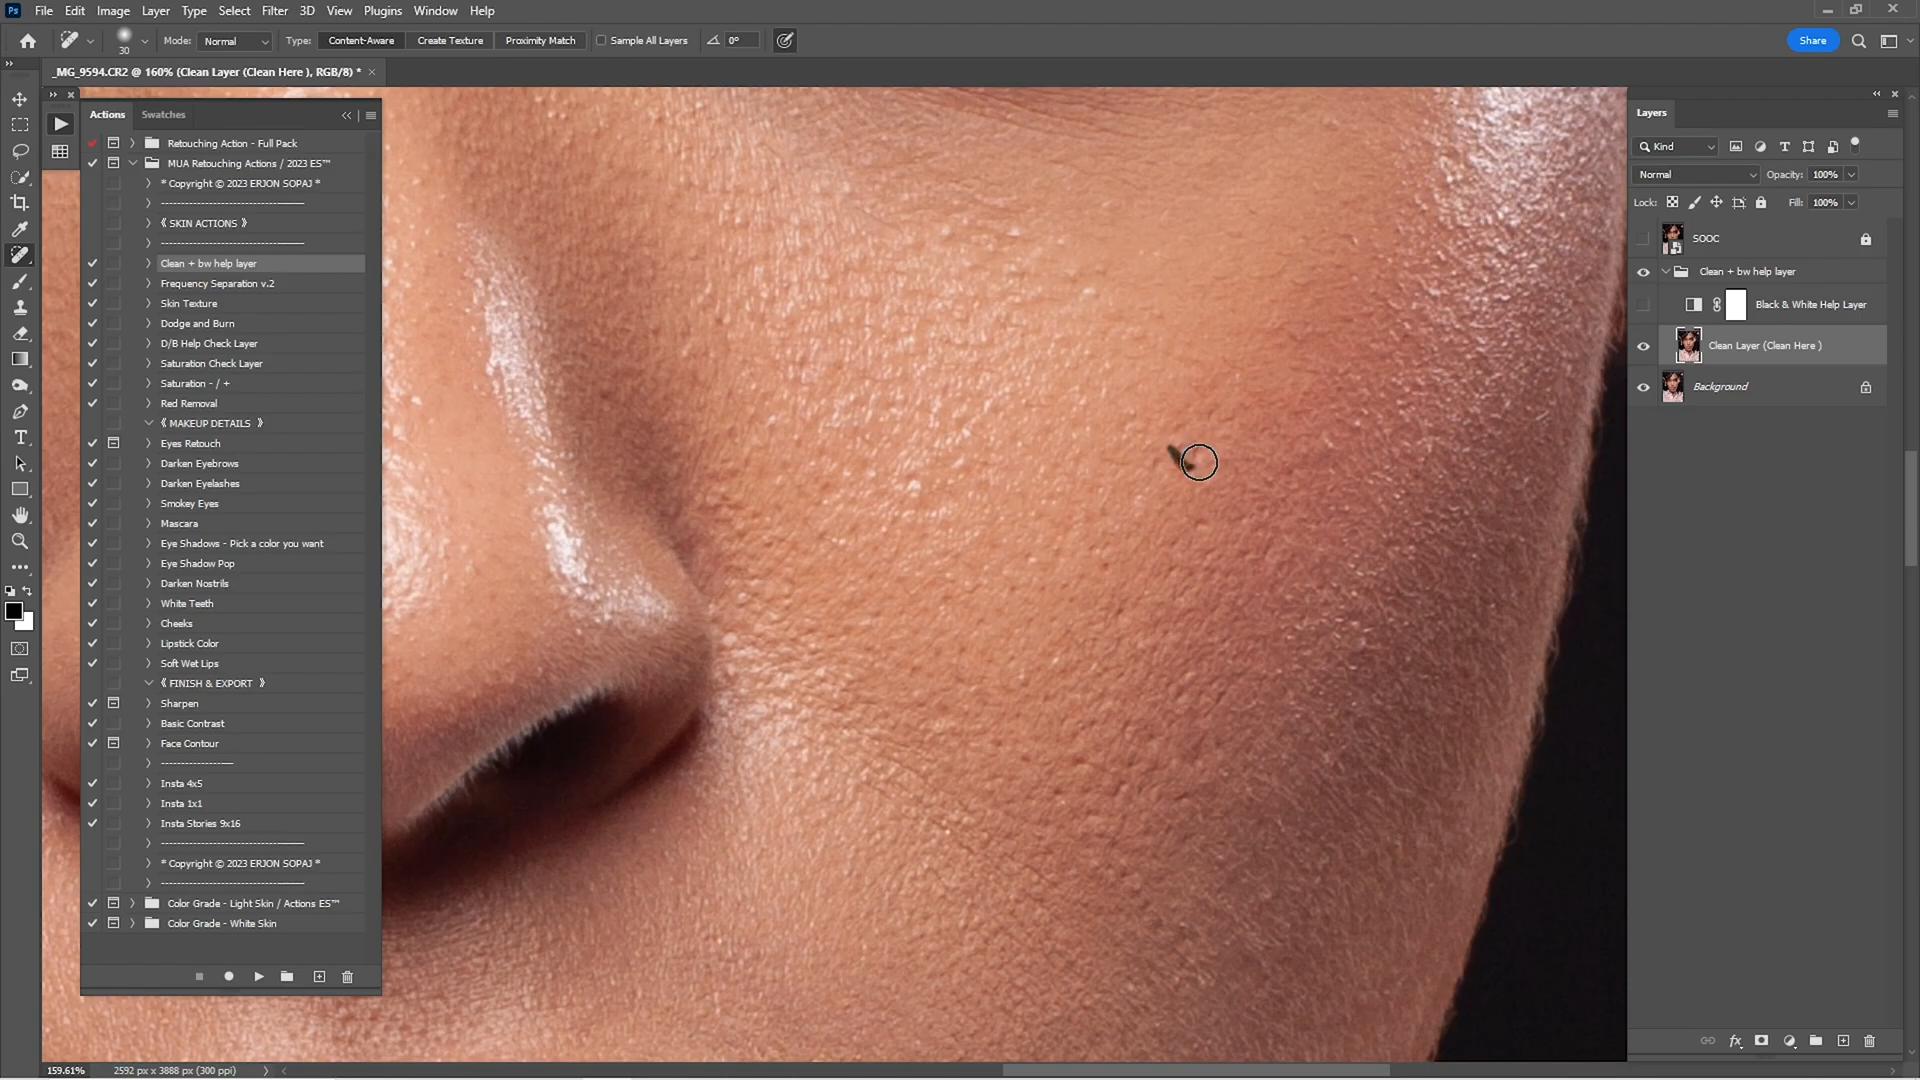 Ps File Edit Image Layer Type Select Filter 3D View Plugins Window Help
30 Mode: Normal Type: Content-Aware Create Texture Proximity Match Sample All Layers 0° Share
_MG_9594.CR2 @ 160% (Clean Layer (Clean Here ), RGB/8) * ×
Actions Swatches
Retouching Action - Full Pack
MUA Retouching Actions / 2023 ES™
* Copyright © 2023 ERJON SOPAJ *
------------------------------------
《 SKIN ACTIONS 》
------------------------------------
Clean + bw help layer
Frequency Separation v.2
Skin Texture
Dodge and Burn
D/B Help Check Layer
Saturation Check Layer
Saturation - / +
Red Removal
《 MAKEUP DETAILS 》
Eyes Retouch
Darken Eyebrows
Darken Eyelashes
Smokey Eyes
Mascara
Eye Shadows - Pick a color you want
Eye Shadow Pop
Darken Nostrils
White Teeth
Cheeks
Lipstick Color
Soft Wet Lips
《 FINISH & EXPORT 》
Sharpen
Basic Contrast
Face Contour
------------------
Insta 4x5
Insta 1x1
Insta Stories 9x16
------------------------------------
* Copyright © 2023 ERJON SOPAJ *
------------------------------------
Color Grade - Light Skin / Actions ES™
Color Grade - White Skin
Layers
Kind
Normal Opacity: 100%
Lock: Fill: 100%
SOOC
Clean + bw help layer
Black & White Help Layer
Clean Layer (Clean Here )
Background
159.61% 2592 px x 3888 px (300 ppi)